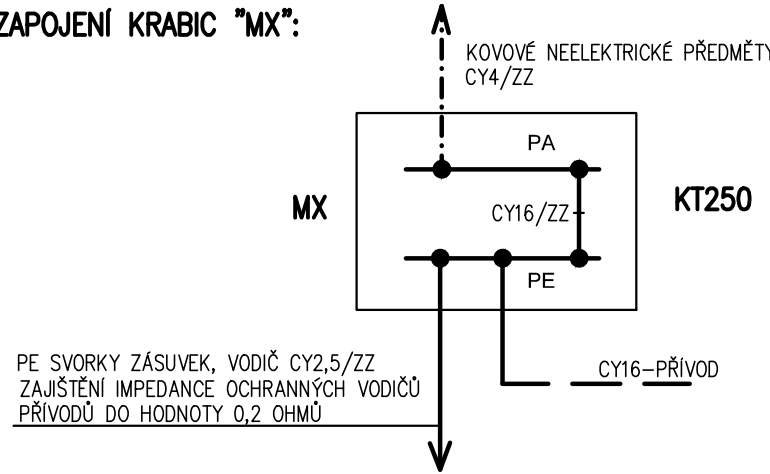 ZAPOJENÍ KRABIC "MX":
KOVOVÉ NEELEKTRICKÉ PŘEDMĚTY
CY4/ZZ
PA
MX
CY16/ZZ
KT250
PE
PE SVORKY ZÁSUVEK, VODIČ CY2,5/ZZ
ZAJIŠTĚNÍ IMPEDANCE OCHRANNÝCH VODIČŮ
PŘÍVODŮ DO HODNOTY 0,2 OHMŮ
CY16-PŘÍVOD